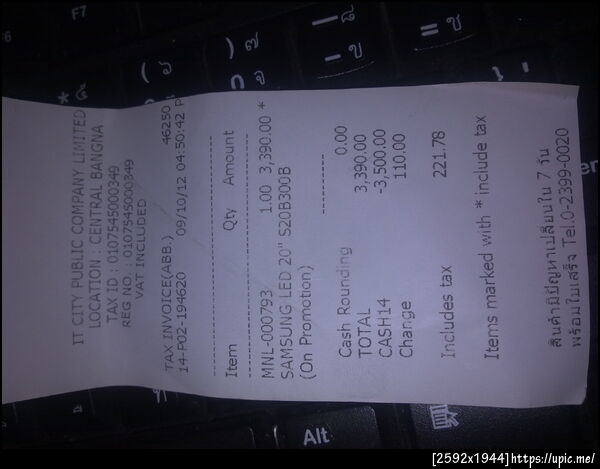 IT CITY PUBLIC COMPANY LIMITED
LOCATION : CENTRAL BANGNA
TAX ID : 0107545000349
REG NO. : 0107545000349
VAT INCLUDED
TAX INVOICE(ABB.) 46250
14-P02-194620 09/10/12 04:50:42 P
Item Qty Amount
MNL-000793 1.00 3,390.00 *
SAMSUNG LED 20" S20B300B
(On Promotion)
Cash Rounding 0.00
TOTAL 3,390.00
CASH14 -3,500.00
Change 110.00
Includes tax 221.78
Items marked with * include tax
สินค้ามีปัญหาเปลี่ยนใน 7 วัน
พร้อมใบเสร็จ Tel.0-2399-0020
F7
Alt
[2592x1944]https://upic.me/